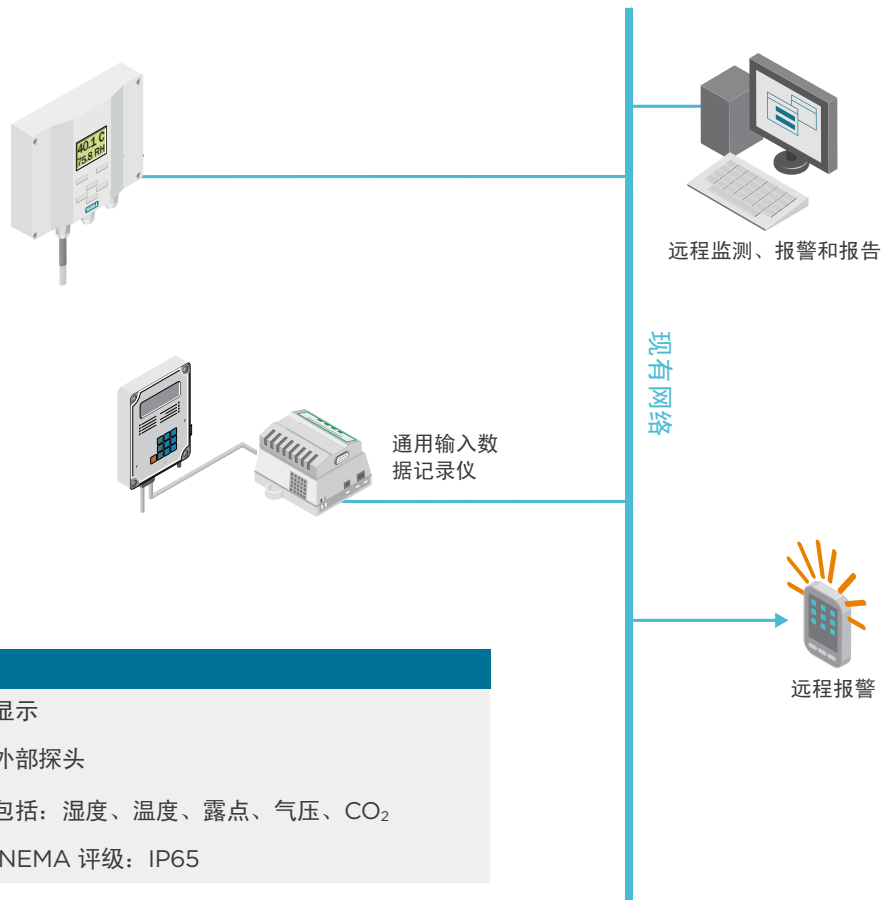 40.1 C
75.8 RH
远程监测、报警和报告
现有网络
通用输入数
据记录仪
远程报警
显示
外部探头
包括：湿度、温度、露点、气压、CO₂
NEMA 评级：IP65